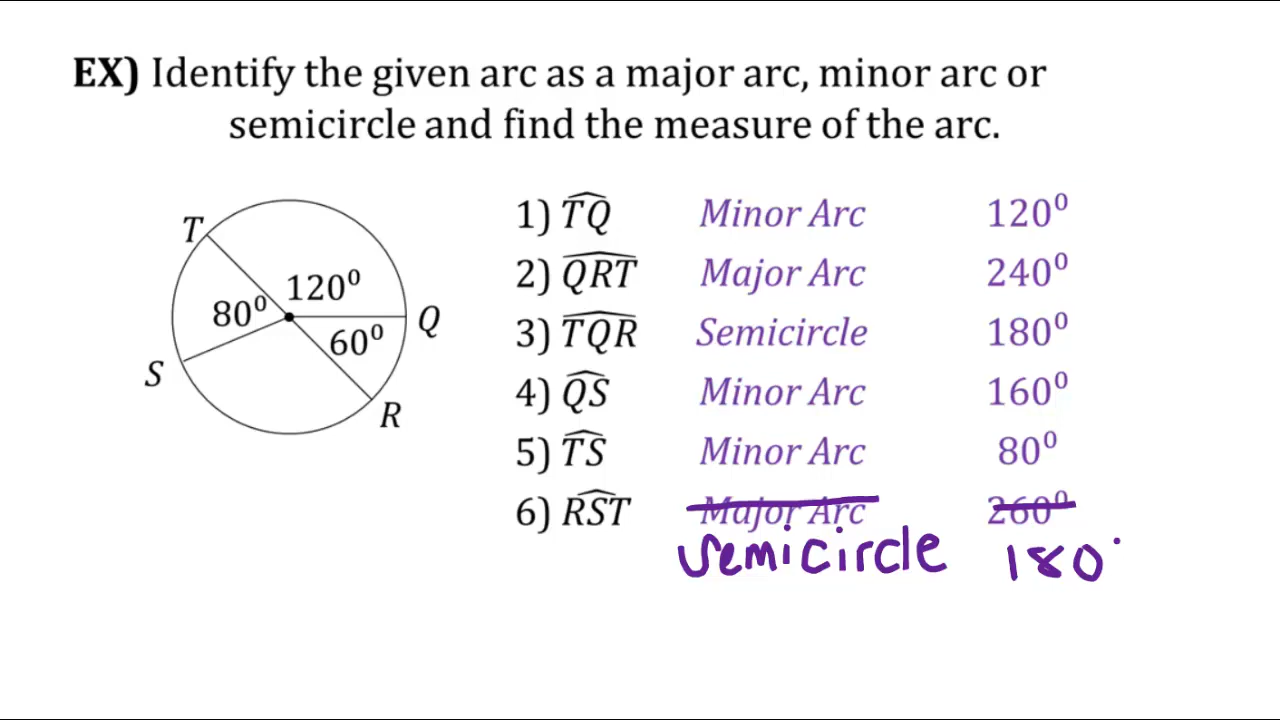 EX) Identify the given arc as a major arc, minor arc or
semicircle and find the measure of the arc.
T
120⁰
80⁰
Q
60⁰
S
R
1) TQ Minor Arc 120⁰
2) QRT Major Arc 240⁰
3) TQR Semicircle 180⁰
4) QS Minor Arc 160⁰
5) TS Minor Arc 80⁰
6) RST Major Arc 260⁰
semicircle 180°